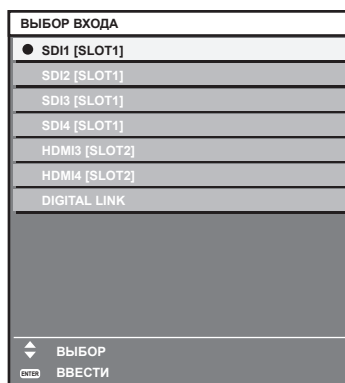 ВЫБОР ВХОДА
SDI1 [SLOT1]
SDI2 [SLOT1]
SDI3 [SLOT1]
SDI4 [SLOT1]
HDMI3 [SLOT2]
HDMI4 [SLOT2]
DIGITAL LINK
ВЫБОР
ENTER ВВЕСТИ